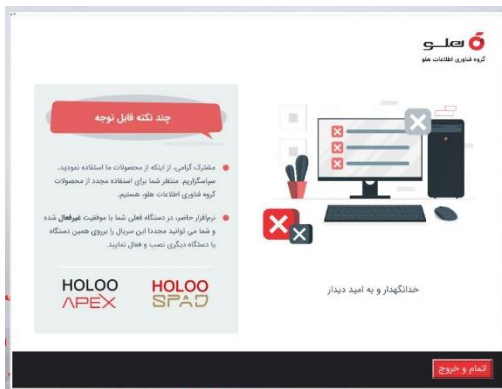 هلو
گروه فناوری اطلاعات هلو
چند نکته قابل توجه
مشترک گرامی، از اینکه از محصولات ما استفاده نمودید،
سپاسگزاریم. منتظر شما برای استفاده مجدد از محصولات
گروه فناوری اطلاعات هلو، هستیم.
نرم‌افزار حاضر، در دستگاه فعلی شما با موفقیت غیرفعال شده
و شما می توانید مجددا این سریال را برروی همین دستگاه
یا دستگاه دیگری نصب و فعال نمایید.
HOLOO
APEX
HOLOO
SPAD
خدانگهدار و به امید دیدار
اتمام و خروج